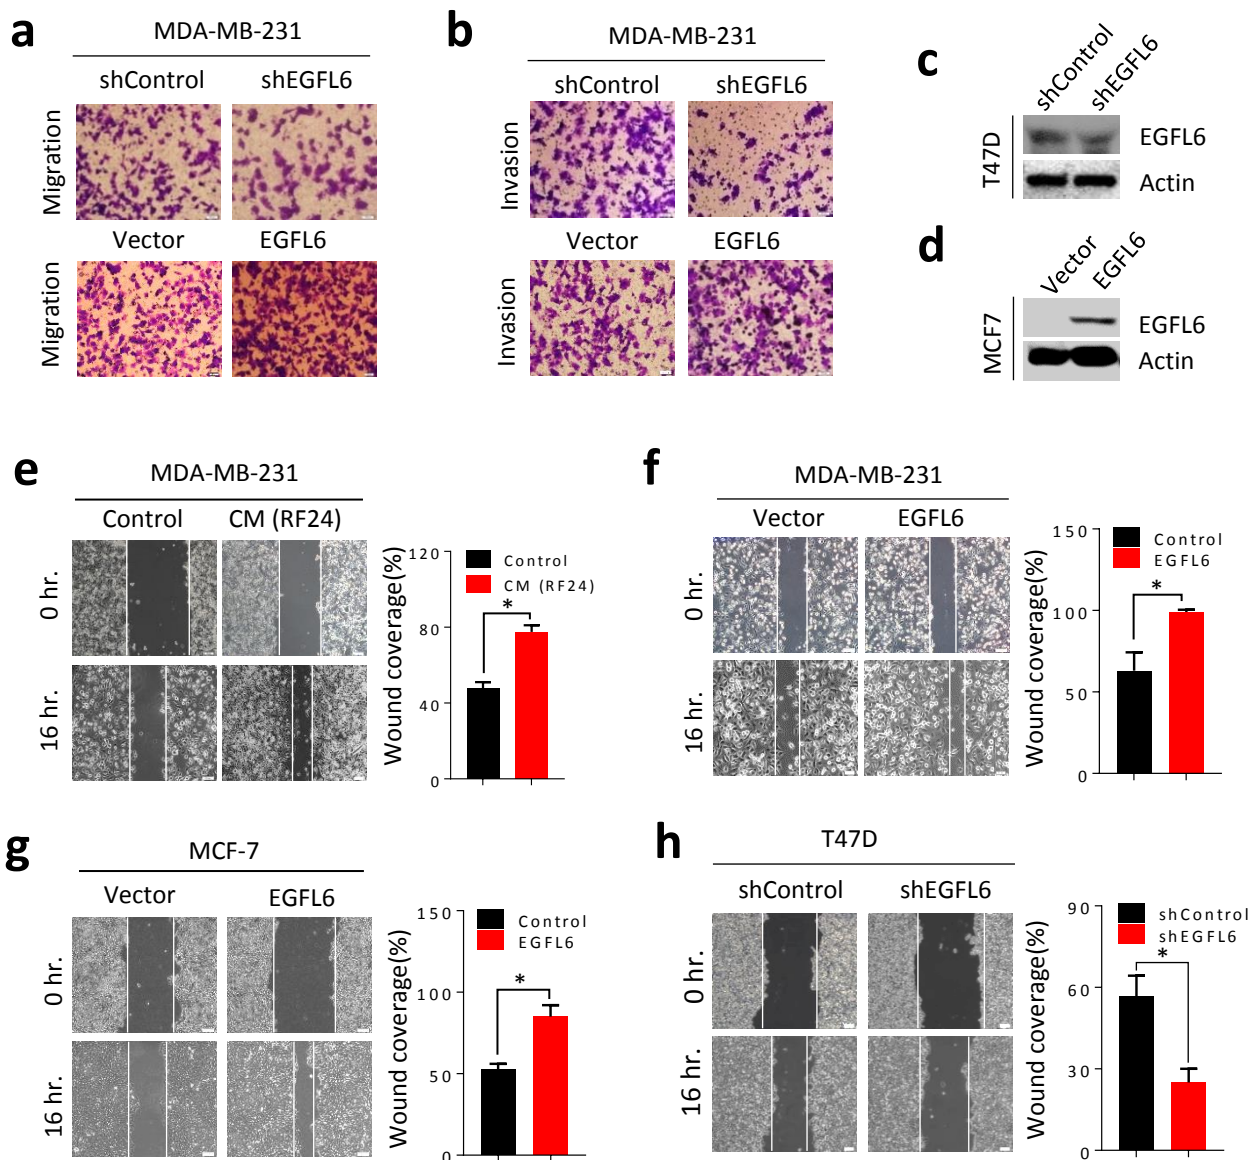 a
MDA-MB-231
shControl shEGFL6
Migration
Vector EGFL6
Migration
b
MDA-MB-231
shControl shEGFL6
Invasion
Vector EGFL6
Invasion
c
shControl shEGFL6
T47D
EGFL6
Actin
d
Vector EGFL6
MCF7
EGFL6
Actin
e
MDA-MB-231
Control CM (RF24)
0 hr.
16 hr.
Wound coverage(%)
120
80
40
0
Control
CM (RF24)
*
f
MDA-MB-231
Vector EGFL6
0 hr.
16 hr.
Wound coverage(%)
150
100
50
0
Control
EGFL6
*
g
MCF-7
Vector EGFL6
0 hr.
16 hr.
Wound coverage(%)
150
100
50
0
Control
EGFL6
*
h
T47D
shControl shEGFL6
0 hr.
16 hr.
Wound coverage(%)
90
60
30
0
shControl
shEGFL6
*